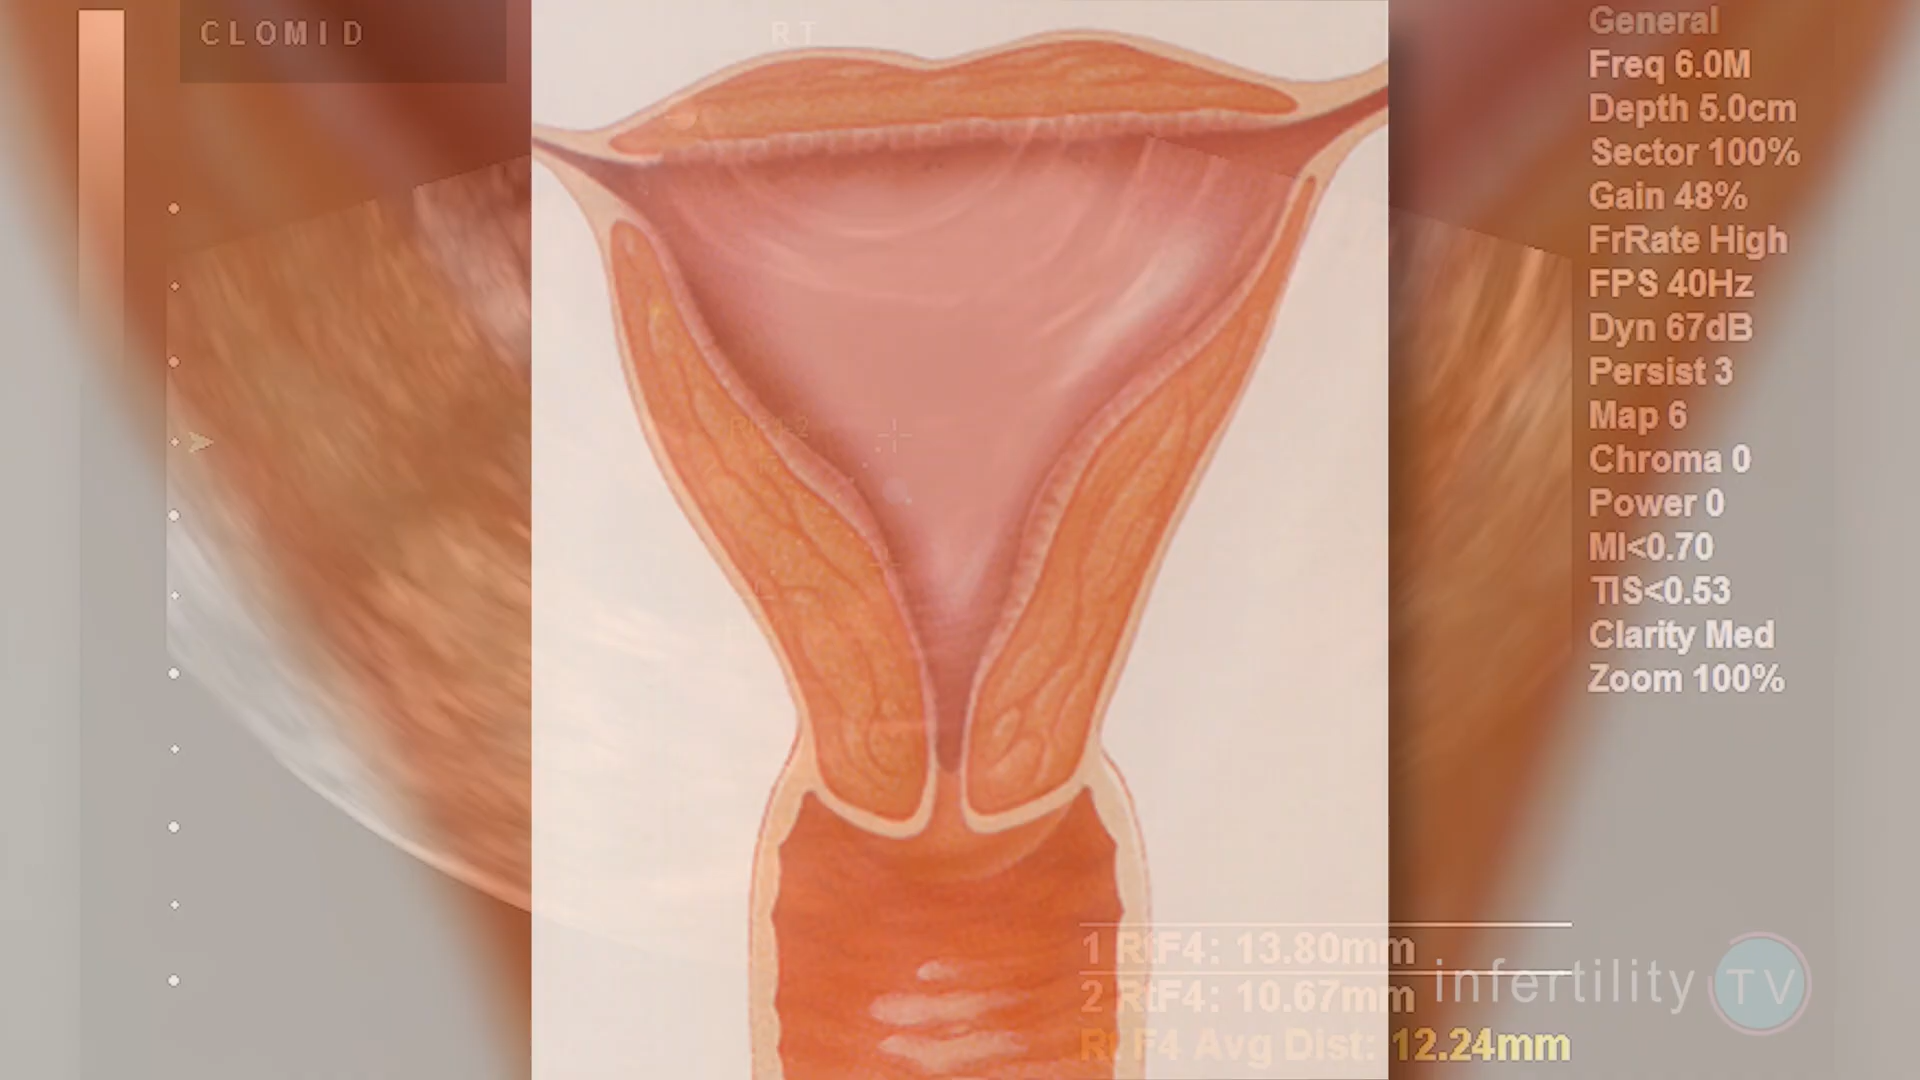 CLOMID
RT
General
Freq 6.0M
Depth 5.0cm
Sector 100%
Gain 48%
FrRate High
FPS 40Hz
Dyn 67dB
Persist 3
Map 6
Chroma 0
Power 0
MI<0.70
TIS<0.53
Clarity Med
Zoom 100%
1 RtF4: 13.80mm
2 RtF4: 10.67mm
Rt F4 Avg Dist: 12.24mm
infertility TV